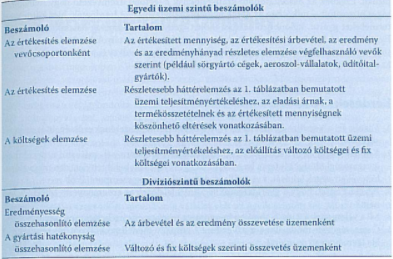 Egyedi üzemi szintű beszámolók
Beszámoló Tartalom
Az értékesítés elemzése vevőcsoportonként Az értékesített mennyiség, az értékesítési árbevétel, az eredmény
és az eredményhányad részletes elemzése végfelhasználó vevők
szerint (például sörgyártó cégek, aeroszol-vállalatok, üdítőital-
gyártók).
Az értékesítés elemzése Részletesebb háttérelemzés az 1. táblázatban bemutatott
üzemi teljesítményértékeléshez, az eladási árnak, a
termékösszetételnek és az értékesített mennyiségnek
köszönhető eltérések vonatkozásában.
A költségek elemzése Részletesebb háttérelemzés az 1. táblázatban bemutatott üzemi
teljesítményértékeléshez, az előállítás változó költségei és fix
költségei vonatkozásában.
Divíziószintű beszámolók
Beszámoló Tartalom
Eredményesség
összehasonlító elemzése Az árbevétel és az eredmény összevetése üzemenként
A gyártási hatékonyság
összehasonlító elemzése Változó és fix költségek szerinti összevetés üzemenként